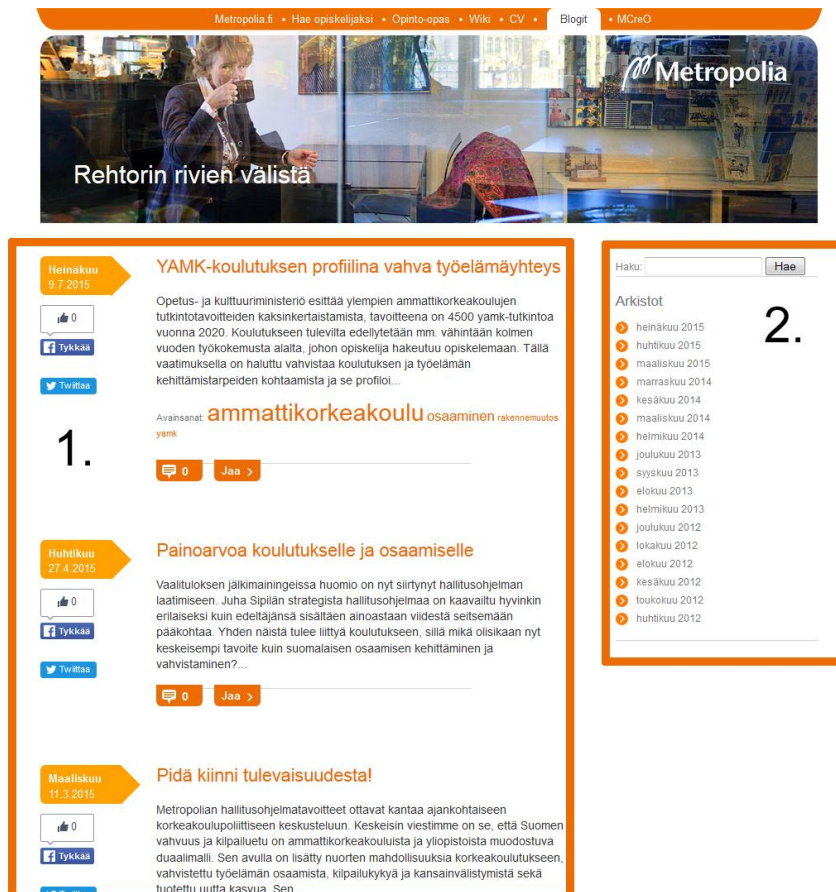 Metropolia.fi • Hae opiskelijaksi • Opinto-opas • Wiki • CV • Blogit • MCreO
Metropolia
Rehtorin rivien välistä
Heinäkuu
9.7.2015
0
Tykkää
Twiittaa
1.
YAMK-koulutuksen profiilina vahva työelämäyhteys
Opetus- ja kulttuuriministeriö esittää ylempien ammattikorkeakoulujen
tutkintotavoitteiden kaksinkertaistamista, tavoitteena on 4500 yamk-tutkintoa
vuonna 2020. Koulutukseen tulevilta edellytetään mm. vähintään kolmen
vuoden työkokemusta alalta, johon opiskelija hakeutuu opiskelemaan. Tällä
vaatimuksella on haluttu vahvistaa koulutuksen ja työelämän
kehittämistarpeiden kohtaamista ja se profiloi...
Avainsanat: ammattikorkeakoulu osaaminen rakennemuutos
yamk
0 Jaa >
Huhtikuu
27.4.2015
0
Tykkää
Twiittaa
Painoarvoa koulutukselle ja osaamiselle
Vaalituloksen jälkimainingeissa huomio on nyt siirtynyt hallitusohjelman
laatimiseen. Juha Sipilän strategista hallitusohjelmaa on kaavailtu hyvinkin
erilaiseksi kuin edeltäjänsä sisältäen ainoastaan viidestä seitsemään
pääkohtaa. Yhden näistä tulee liittyä koulutukseen, sillä mikä olisikaan nyt
keskeisempi tavoite kuin suomalaisen osaamisen kehittäminen ja
vahvistaminen?...
0 Jaa >
Maaliskuu
11.3.2015
0
Tykkää
Pidä kiinni tulevaisuudesta!
Metropolian hallitusohjelmatavoitteet ottavat kantaa ajankohtaiseen
korkeakoulupoliittiseen keskusteluun. Keskeisin viestimme on se, että Suomen
vahvuus ja kilpailuetu on ammattikorkeakouluista ja yliopistoista muodostuva
duaalimalli. Sen avulla on lisätty nuorten mahdollisuuksia korkeakoulutukseen,
vahvistettu työelämän osaamista, kilpailukykyä ja kansainvälistymistä sekä
tuotettu uutta kasvua. Sen
Haku: Hae
Arkistot
2.
heinäkuu 2015
huhtikuu 2015
maaliskuu 2015
marraskuu 2014
kesäkuu 2014
maaliskuu 2014
helmikuu 2014
joulukuu 2013
syyskuu 2013
elokuu 2013
helmikuu 2013
joulukuu 2012
lokakuu 2012
elokuu 2012
kesäkuu 2012
toukokuu 2012
huhtikuu 2012